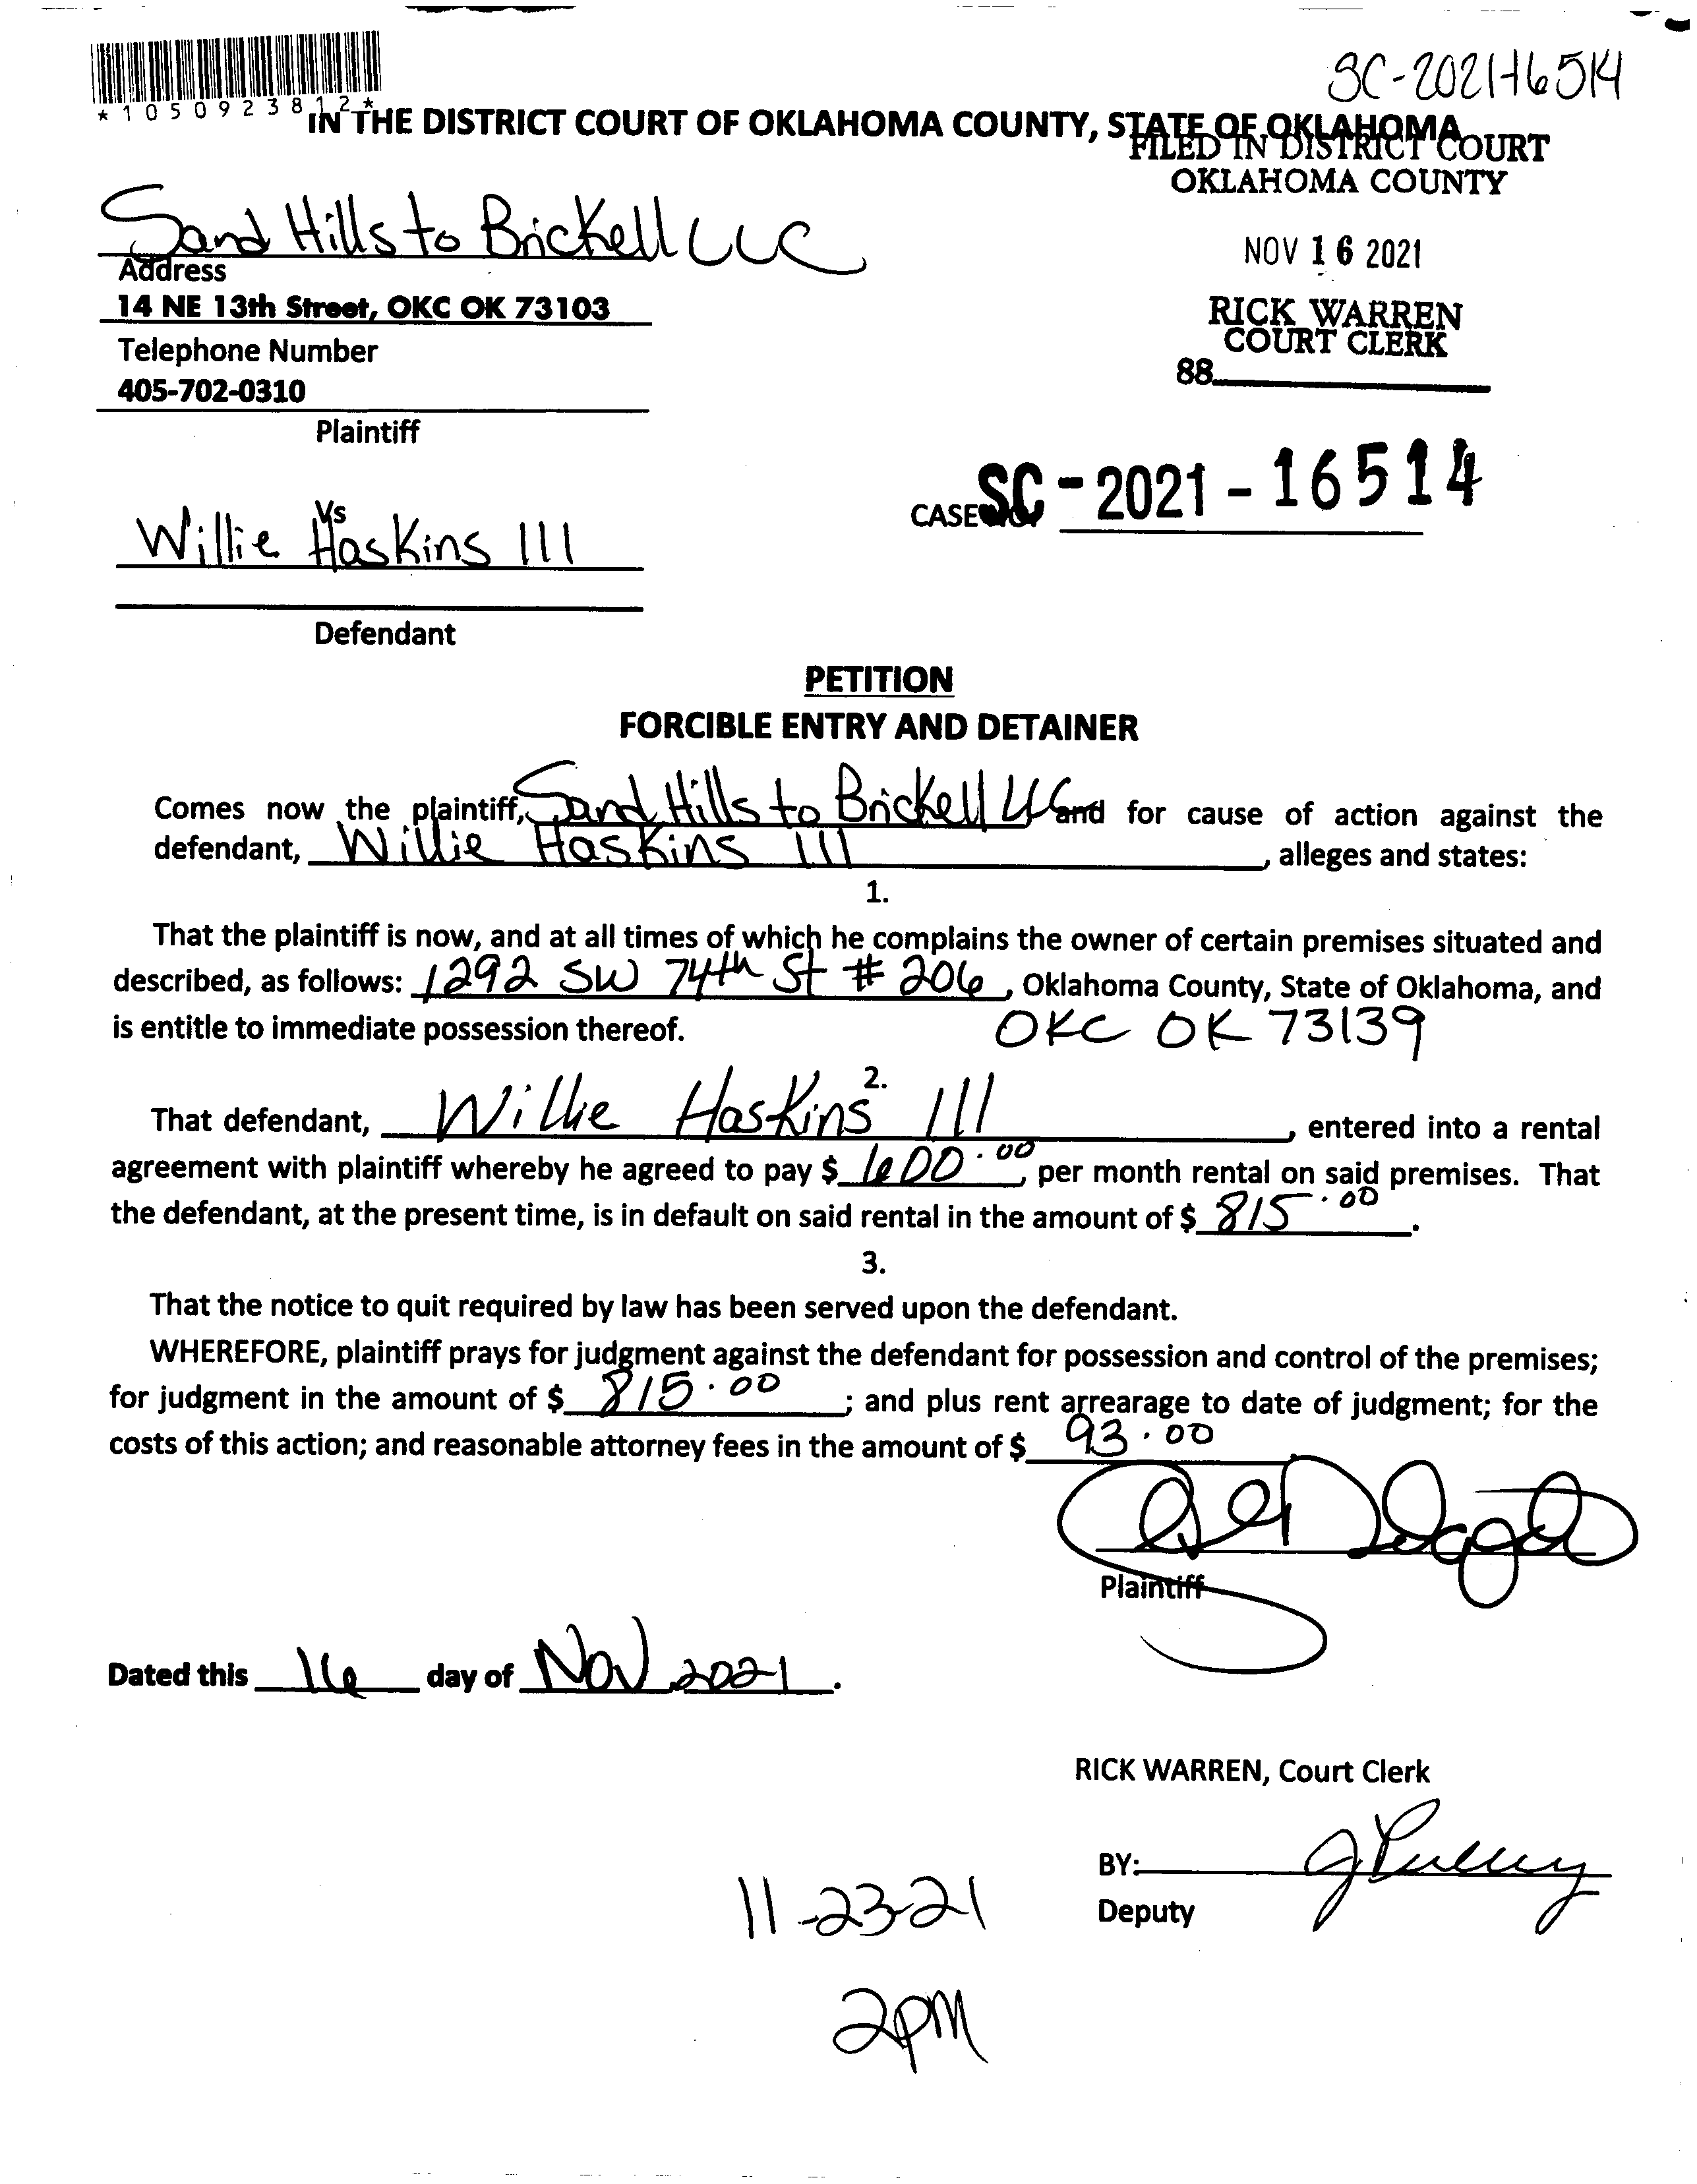 SC-2021-16514
*1050923812*
IN THE DISTRICT COURT OF OKLAHOMA COUNTY, STATE OF OKLAHOMA
FILED IN DISTRICT COURT
OKLAHOMA COUNTY
Sand Hills to Brickell LLC
NOV 16 2021
Address
14 NE 13th Street, OKC OK 73103
RICK WARREN
COURT CLERK
Telephone Number
88
405-702-0310
Plaintiff
CASE NO. SC-2021-16514
Vs
Willie Haskins III
Defendant
PETITION
FORCIBLE ENTRY AND DETAINER
Comes now the plaintiff, Sand Hills to Brickell LLC and for cause of action against the
defendant, Willie Haskins III, alleges and states:
1.
That the plaintiff is now, and at all times of which he complains the owner of certain premises situated and
described, as follows: 1292 SW 74th St # 206, Oklahoma County, State of Oklahoma, and
is entitle to immediate possession thereof. OKC OK 73139
2.
That defendant, Willie Haskins III, entered into a rental
agreement with plaintiff whereby he agreed to pay $ 600.00, per month rental on said premises. That
the defendant, at the present time, is in default on said rental in the amount of $ 815.00.
3.
That the notice to quit required by law has been served upon the defendant.
WHEREFORE, plaintiff prays for judgment against the defendant for possession and control of the premises;
for judgment in the amount of $ 815.00; and plus rent arrearage to date of judgment; for the
costs of this action; and reasonable attorney fees in the amount of $ 93.00
Plaintiff
Dated this 16 day of Nov 2021.
RICK WARREN, Court Clerk
BY:
Deputy
11-23-21
2pm